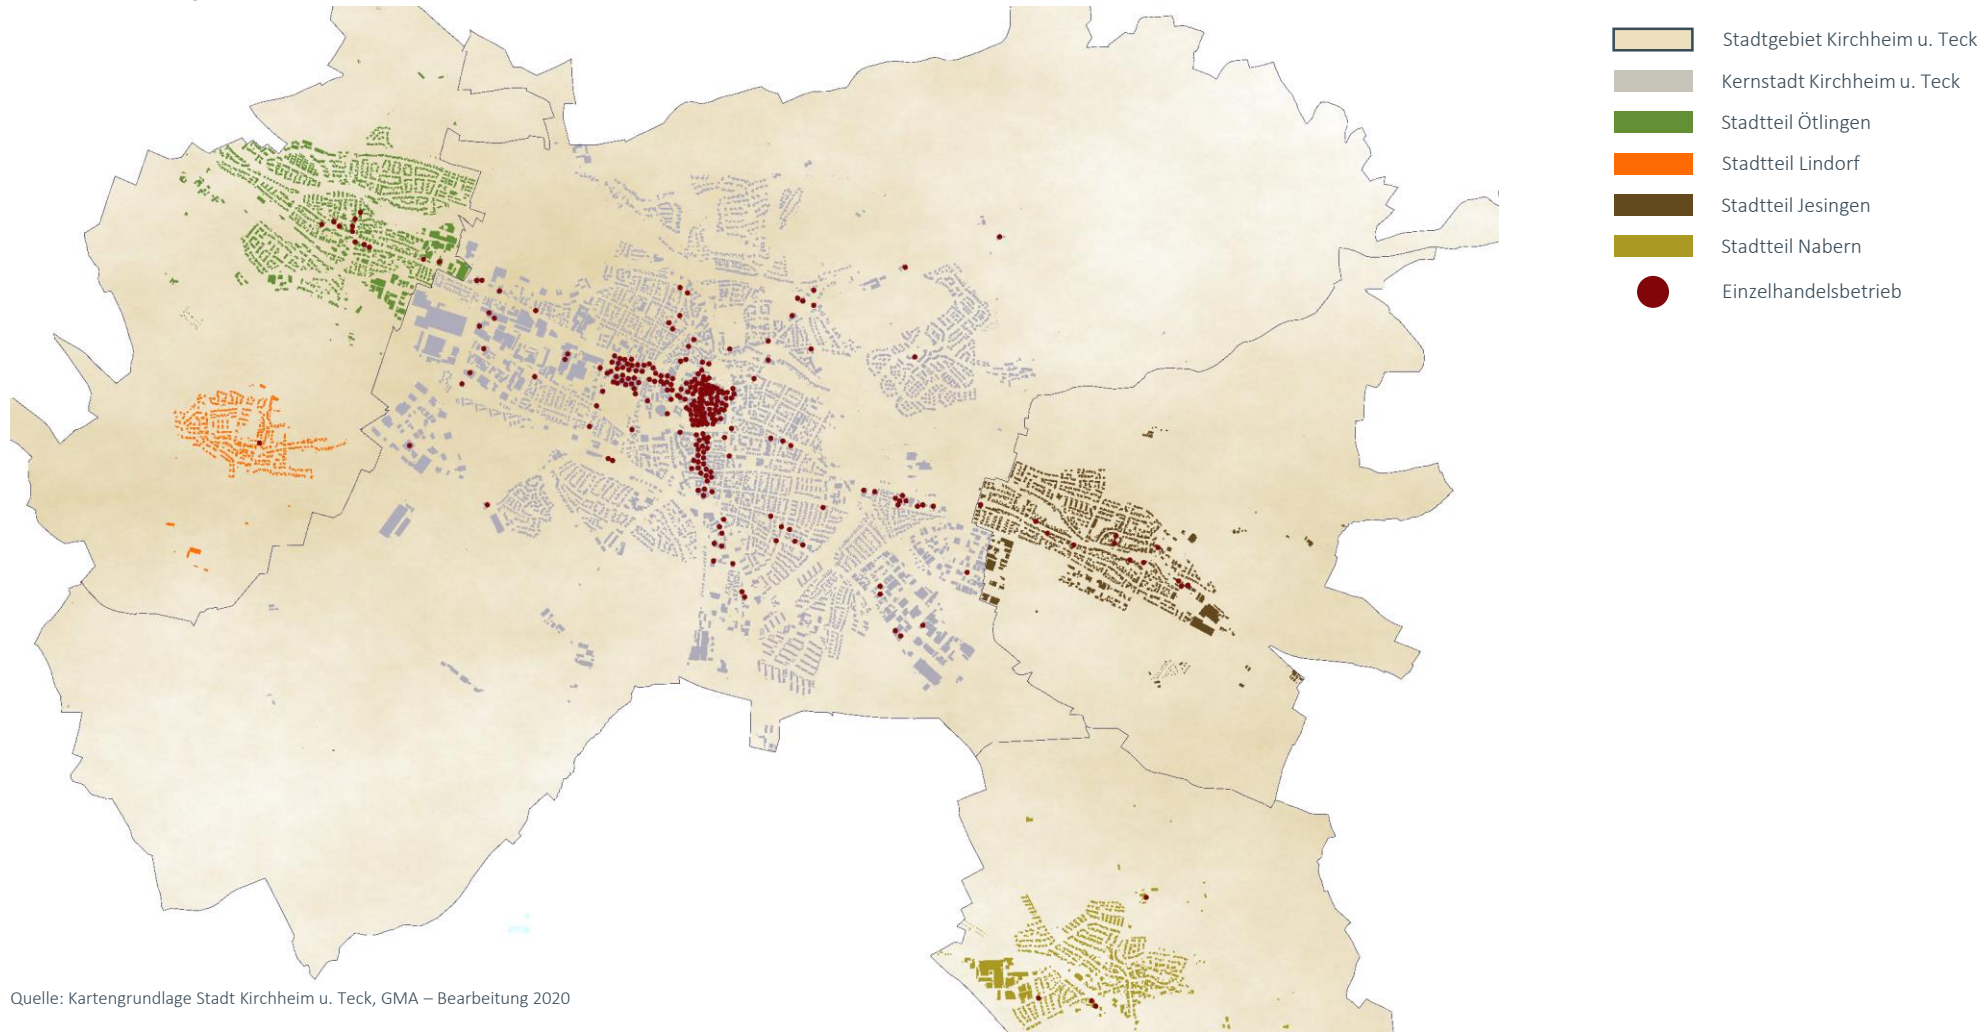 Stadtgebiet Kirchheim u. Teck
Kernstadt Kirchheim u. Teck
Stadtteil Ötlingen
Stadtteil Lindorf
Stadtteil Jesingen
Stadtteil Nabern
Einzelhandelsbetrieb
Quelle: Kartengrundlage Stadt Kirchheim u. Teck, GMA – Bearbeitung 2020